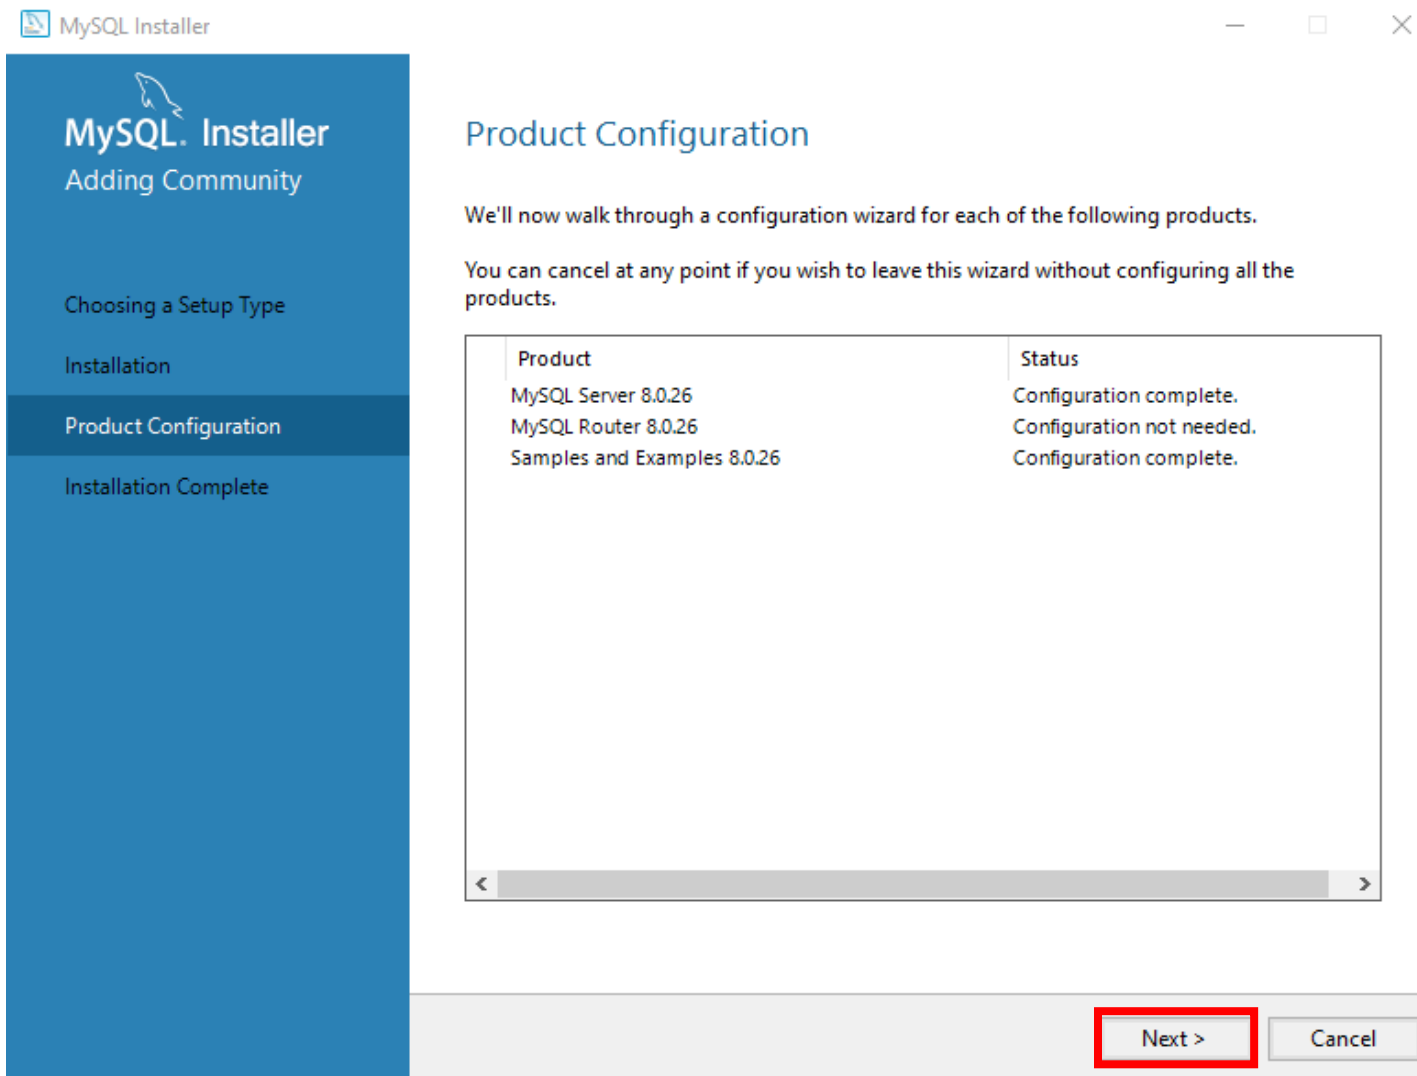 MySQL Installer
MySQL. Installer
Adding Community
Choosing a Setup Type
Installation
Product Configuration
Installation Complete
Product Configuration
We'll now walk through a configuration wizard for each of the following products.
You can cancel at any point if you wish to leave this wizard without configuring all the
products.
Product Status
MySQL Server 8.0.26 Configuration complete.
MySQL Router 8.0.26 Configuration not needed.
Samples and Examples 8.0.26 Configuration complete.
Next > Cancel